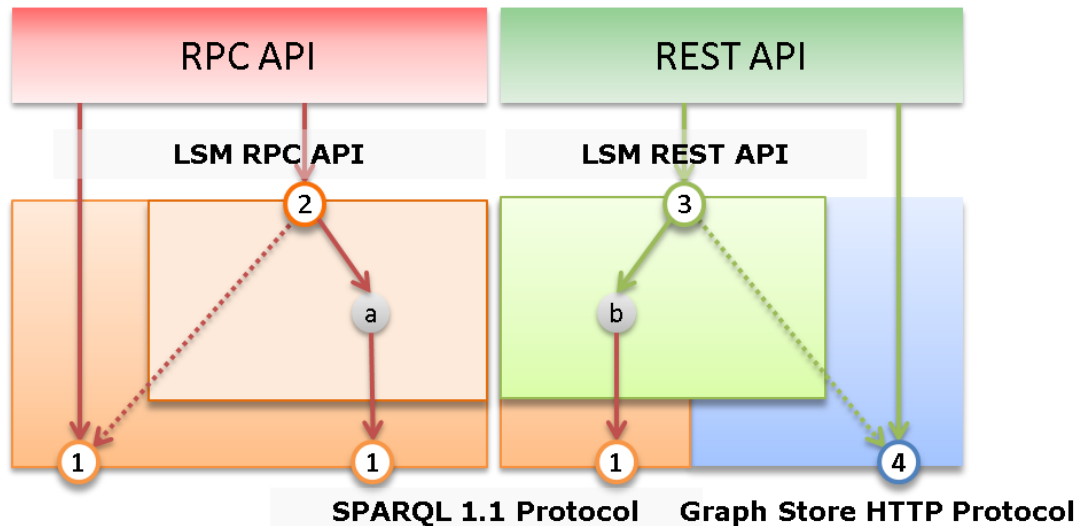 RPC API
REST API
LSM RPC API
LSM REST API
2
3
a
b
1
1
1
4
SPARQL 1.1 Protocol
Graph Store HTTP Protocol